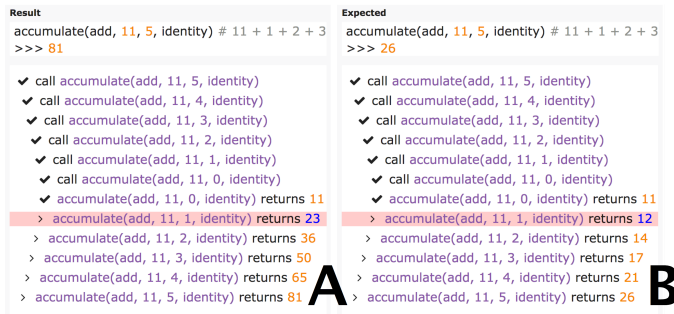 Result
accumulate(add, 11, 5, identity) # 11 + 1 + 2 + 3
>>> 81
call accumulate(add, 11, 5, identity)
call accumulate(add, 11, 4, identity)
call accumulate(add, 11, 3, identity)
call accumulate(add, 11, 2, identity)
call accumulate(add, 11, 1, identity)
call accumulate(add, 11, 0, identity)
accumulate(add, 11, 0, identity) returns 11
> accumulate(add, 11, 1, identity) returns 23
> accumulate(add, 11, 2, identity) returns 36
> accumulate(add, 11, 3, identity) returns 50
> accumulate(add, 11, 4, identity) returns 65
> accumulate(add, 11, 5, identity) returns 81
A
Expected
accumulate(add, 11, 5, identity) # 11 + 1 + 2 + 3
>>> 26
call accumulate(add, 11, 5, identity)
call accumulate(add, 11, 4, identity)
call accumulate(add, 11, 3, identity)
call accumulate(add, 11, 2, identity)
call accumulate(add, 11, 1, identity)
call accumulate(add, 11, 0, identity)
accumulate(add, 11, 0, identity) returns 11
> accumulate(add, 11, 1, identity) returns 12
> accumulate(add, 11, 2, identity) returns 14
> accumulate(add, 11, 3, identity) returns 17
> accumulate(add, 11, 4, identity) returns 21
> accumulate(add, 11, 5, identity) returns 26
B